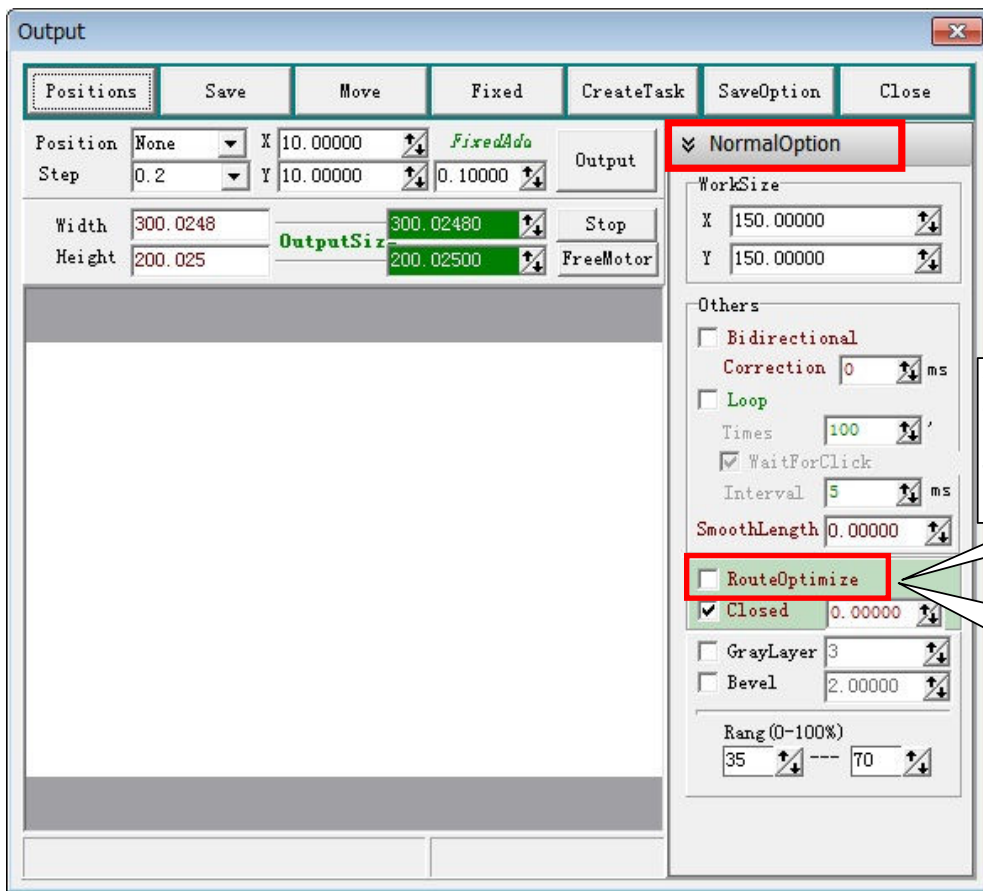 Output
Positions Save Move Fixed CreateTask SaveOption Close
Position None X 10.00000 FixedAdo Output
Step 0.2 Y 10.00000 0.10000
Width 300.0248 OutputSiz 300.02480 Stop
Height 200.025 200.02500 FreeMotor
NormalOption
WorkSize
X 150.00000
Y 150.00000
Others
Bidirectional
Correction 0 ms
Loop
Times 100 '
WaitForClick
Interval 5 ms
SmoothLength 0.00000
RouteOptimize
Closed 0.00000
GrayLayer 3
Bevel 2.00000
Rang(0-100%)
35 --- 70